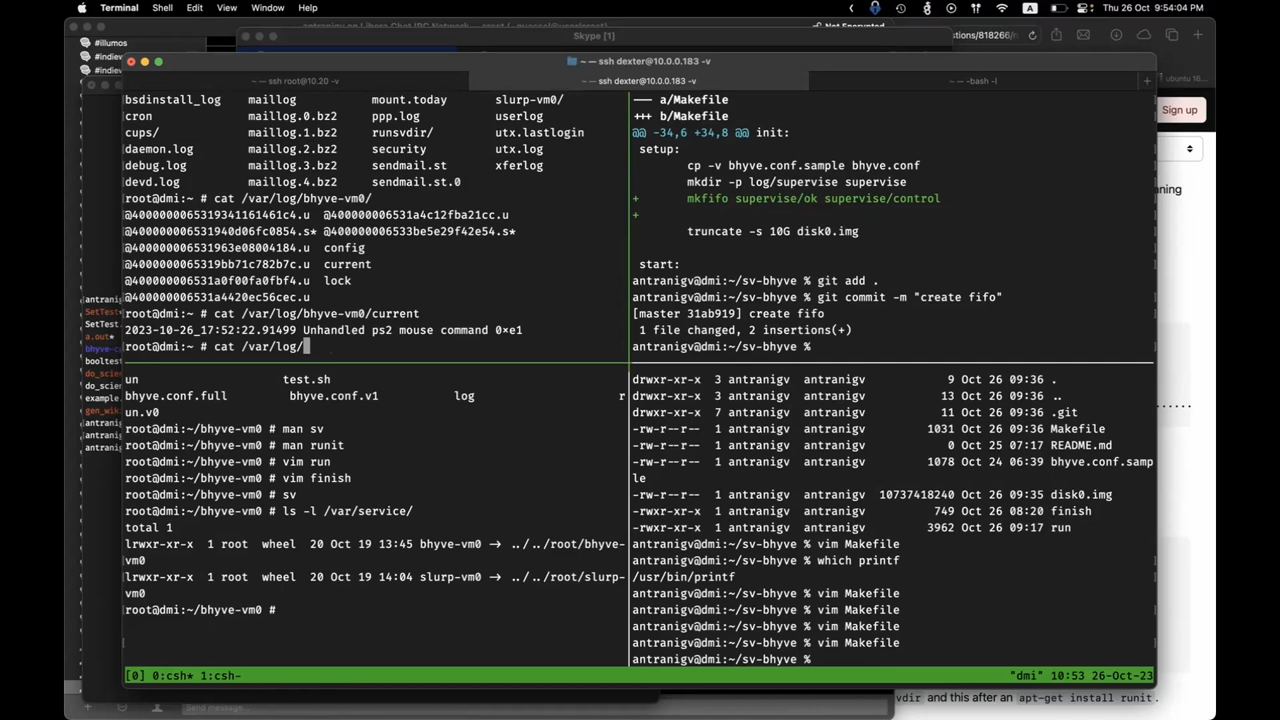 Terminal Shell Edit View Window Help
Thu 26 Oct 9:54:04 PM
Not Encrypted
#illumos
Skype [1]
~ — ssh dexter@10.0.0.183 -v
~ — ssh root@10.20 -v
~ — ssh dexter@10.0.0.183 -v
~ — -bash -l
Sign up
bsdinstall_log maillog mount.today slurp-vm0/
cron maillog.0.bz2 ppp.log userlog
cups/ maillog.1.bz2 runsvdir/ utx.lastlogin
daemon.log maillog.2.bz2 security utx.log
debug.log maillog.3.bz2 sendmail.st xferlog
devd.log maillog.4.bz2 sendmail.st.0
root@dmi:~ # cat /var/log/bhyve-vm0/
@4000000065319341161461c4.u @400000006531a4c12fba21cc.u
@400000006531940d06fc0854.s* @400000006533be5e29f42e54.s*
@400000006531963e08004184.u config
@4000000065319bb71c782b7c.u current
@400000006531a0f00fa0fbf4.u lock
@400000006531a4420ec56cec.u
root@dmi:~ # cat /var/log/bhyve-vm0/current
2023-10-26_17:52:22.91499 Unhandled ps2 mouse command 0×e1
root@dmi:~ # cat /var/log/
--- a/Makefile
+++ b/Makefile
@@ -34,6 +34,8 @@ init:
setup:
cp -v bhyve.conf.sample bhyve.conf
mkdir -p log/supervise supervise
+ mkfifo supervise/ok supervise/control
+
truncate -s 10G disk0.img
start:
antranigv@dmi:~/sv-bhyve % git add .
antranigv@dmi:~/sv-bhyve % git commit -m "create fifo"
[master 31ab919] create fifo
1 file changed, 2 insertions(+)
antranigv@dmi:~/sv-bhyve %
un test.sh
bhyve.conf.full bhyve.conf.v1 log r
un.v0
root@dmi:~/bhyve-vm0 # man sv
root@dmi:~/bhyve-vm0 # man runit
root@dmi:~/bhyve-vm0 # vim run
root@dmi:~/bhyve-vm0 # vim finish
root@dmi:~/bhyve-vm0 # sv
root@dmi:~/bhyve-vm0 # ls -l /var/service/
total 1
lrwxr-xr-x 1 root wheel 20 Oct 19 13:45 bhyve-vm0 → ../../root/bhyve-
vm0
lrwxr-xr-x 1 root wheel 20 Oct 19 14:04 slurp-vm0 → ../../root/slurp-
vm0
root@dmi:~/bhyve-vm0 #
drwxr-xr-x 3 antranigv antranigv 9 Oct 26 09:36 .
drwxr-xr-x 3 antranigv antranigv 13 Oct 26 09:36 ..
drwxr-xr-x 7 antranigv antranigv 11 Oct 26 09:36 .git
-rw-r--r-- 1 antranigv antranigv 1031 Oct 26 09:36 Makefile
-rw-r--r-- 1 antranigv antranigv 0 Oct 25 07:17 README.md
-rw-r--r-- 1 antranigv antranigv 1078 Oct 24 06:39 bhyve.conf.samp
le
-rw-r--r-- 1 antranigv antranigv 10737418240 Oct 26 09:35 disk0.img
-rwxr-xr-x 1 antranigv antranigv 749 Oct 26 08:20 finish
-rwxr-xr-x 1 antranigv antranigv 3962 Oct 26 09:17 run
antranigv@dmi:~/sv-bhyve % vim Makefile
antranigv@dmi:~/sv-bhyve % which printf
/usr/bin/printf
antranigv@dmi:~/sv-bhyve % vim Makefile
antranigv@dmi:~/sv-bhyve % vim Makefile
antranigv@dmi:~/sv-bhyve % vim Makefile
antranigv@dmi:~/sv-bhyve % vim Makefile
antranigv@dmi:~/sv-bhyve %
[0] 0:csh* 1:csh-
"dmi" 10:53 26-Oct-23
Send message...
vdir and this after an apt-get install runit.